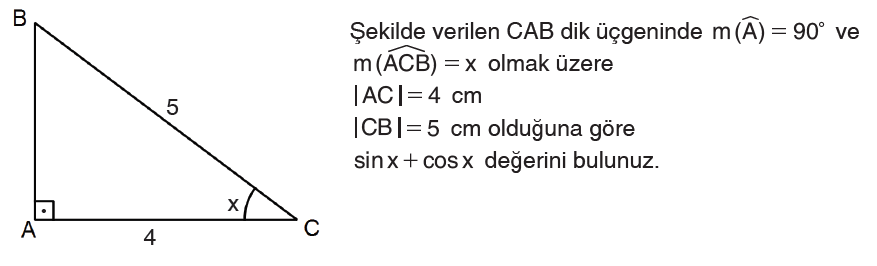 B
5
A
4
x
C
Şekilde verilen CAB dik üçgeninde m(Â) = 90° ve
m(ACB) = x olmak üzere
|AC| = 4 cm
|CB| = 5 cm olduğuna göre
sin x + cos x değerini bulunuz.